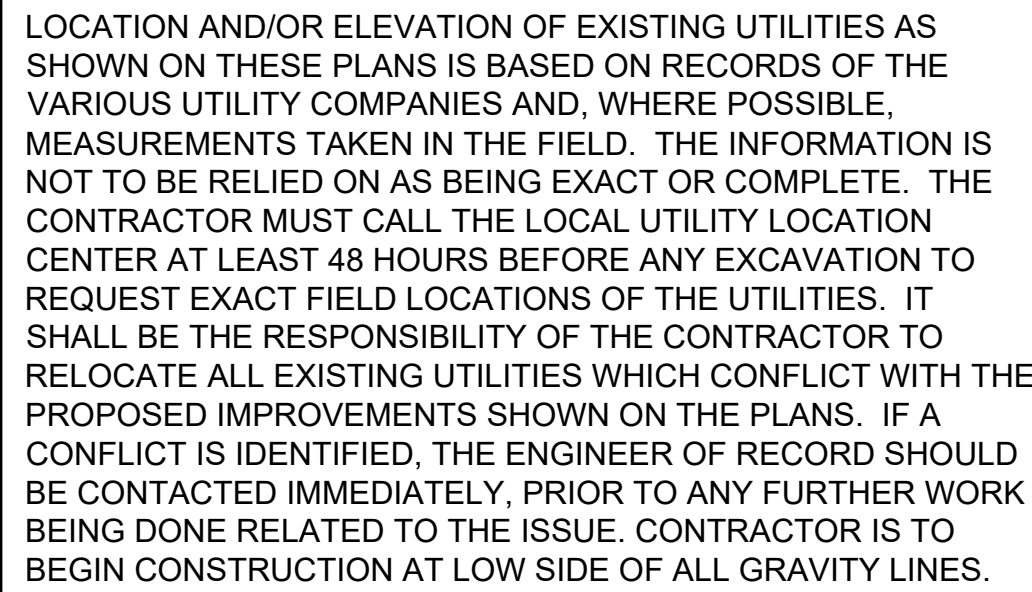 LOCATION AND/OR ELEVATION OF EXISTING UTILITIES AS
SHOWN ON THESE PLANS IS BASED ON RECORDS OF THE
VARIOUS UTILITY COMPANIES AND, WHERE POSSIBLE,
MEASUREMENTS TAKEN IN THE FIELD.  THE INFORMATION IS
NOT TO BE RELIED ON AS BEING EXACT OR COMPLETE.  THE
CONTRACTOR MUST CALL THE LOCAL UTILITY LOCATION
CENTER AT LEAST 48 HOURS BEFORE ANY EXCAVATION TO
REQUEST EXACT FIELD LOCATIONS OF THE UTILITIES.  IT
SHALL BE THE RESPONSIBILITY OF THE CONTRACTOR TO
RELOCATE ALL EXISTING UTILITIES WHICH CONFLICT WITH THE
PROPOSED IMPROVEMENTS SHOWN ON THE PLANS.  IF A
CONFLICT IS IDENTIFIED, THE ENGINEER OF RECORD SHOULD
BE CONTACTED IMMEDIATELY, PRIOR TO ANY FURTHER WORK
BEING DONE RELATED TO THE ISSUE. CONTRACTOR IS TO
BEGIN CONSTRUCTION AT LOW SIDE OF ALL GRAVITY LINES.